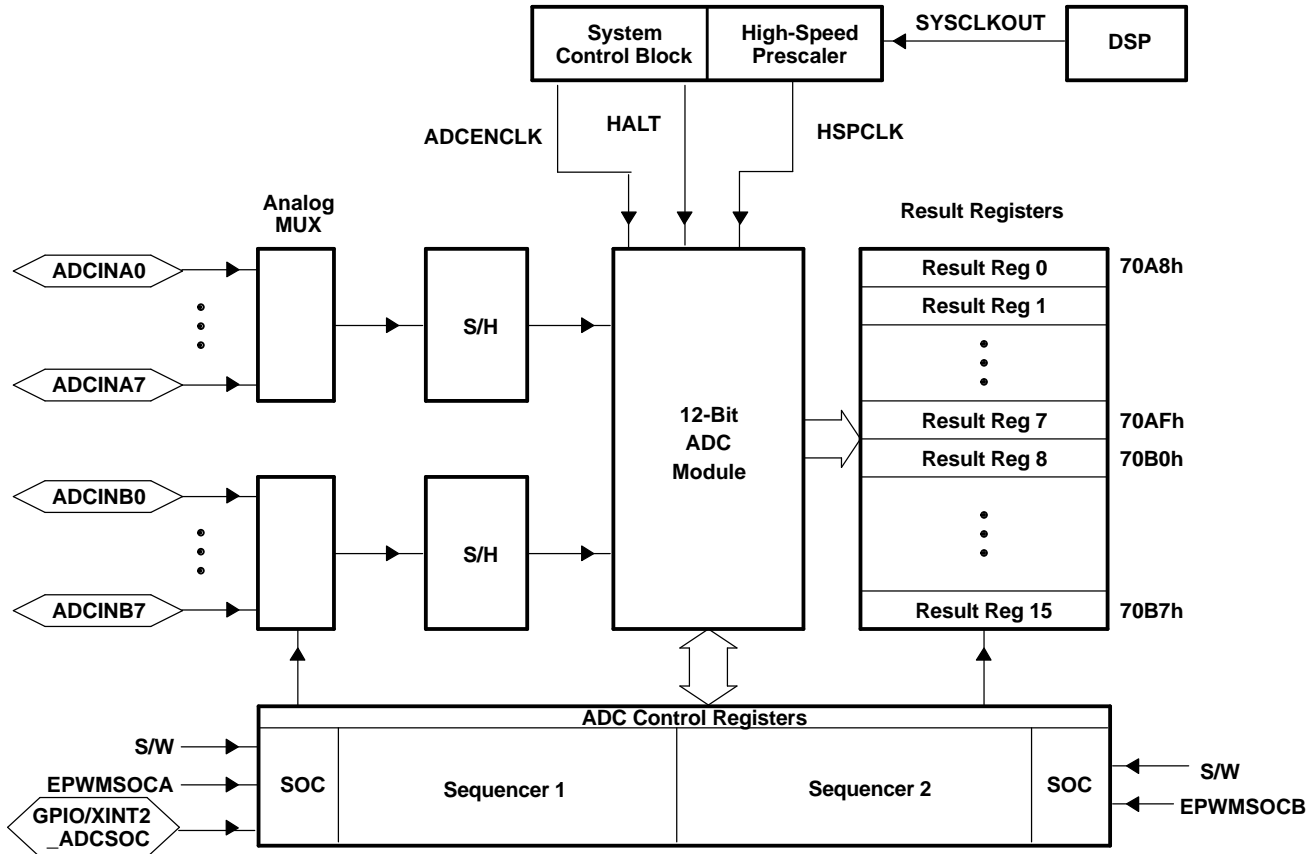 System
Control Block
High-Speed
Prescaler
SYSCLKOUT
DSP
ADCENCLK
HALT
HSPCLK
Analog
MUX
Result Registers
ADCINA0
ADCINA7
S/H
12-Bit
ADC
Module
Result Reg 0
70A8h
Result Reg 1
Result Reg 7
70AFh
Result Reg 8
70B0h
Result Reg 15
70B7h
ADCINB0
ADCINB7
S/H
ADC Control Registers
S/W
EPWMSOCA
GPIO/XINT2
_ADCSOC
SOC
Sequencer 1
Sequencer 2
SOC
S/W
EPWMSOCB